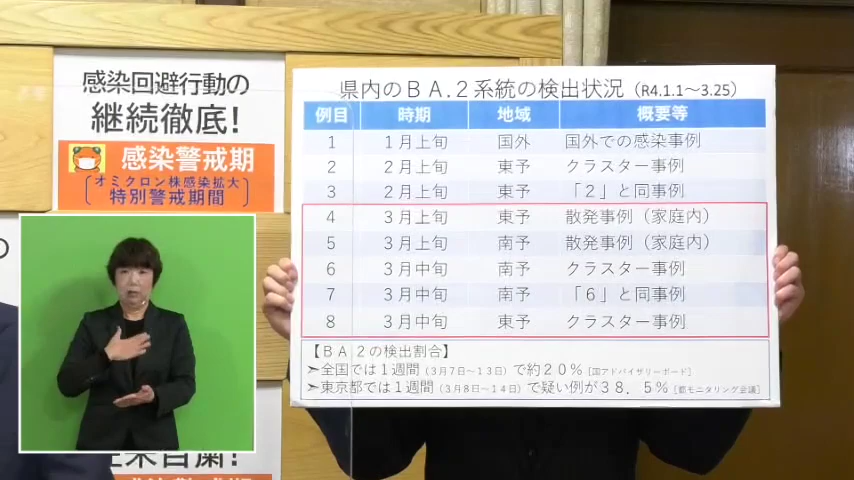 感染回避行動の
継続徹底!
感染警戒期
オミクロン株感染拡大
特別警戒期間
県内のＢＡ.２系統の検出状況（R4.1.1～3.25）
例目 時期 地域 概要等
1 １月上旬 国外 国外での感染事例
2 ２月上旬 東予 クラスター事例
3 ２月上旬 東予 「２」と同事例
4 ３月上旬 東予 散発事例（家庭内）
5 ３月上旬 南予 散発事例（家庭内）
6 ３月中旬 南予 クラスター事例
7 ３月中旬 南予 「６」と同事例
8 ３月中旬 東予 クラスター事例
【ＢＡ２の検出割合】
➢全国では１週間（３月７日～１３日）で約２０％［国アドバイザリーボード］
➢東京都では１週間（３月８日～１４日）で疑い例が３８．５％［都モニタリング会議］